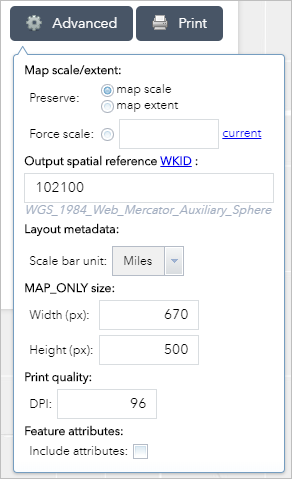 Advanced Print
Map scale/extent:
Preserve: map scale
map extent
Force scale: current
Output spatial reference WKID :
102100
WGS_1984_Web_Mercator_Auxiliary_Sphere
Layout metadata:
Scale bar unit: Miles
MAP_ONLY size:
Width (px): 670
Height (px): 500
Print quality:
DPI: 96
Feature attributes:
Include attributes: